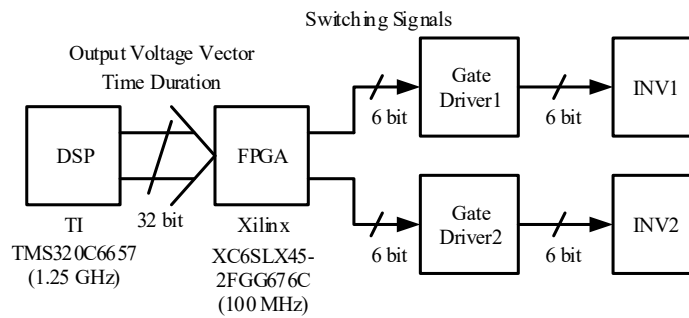 Switching Signals
Output Voltage Vector
Time Duration
DSP
32 bit
FPGA
6 bit
Gate
Driver1
6 bit
INV1
6 bit
Gate
Driver2
6 bit
INV2
TI
TMS320C6657
(1.25 GHz)
Xilinx
XC6SLX45-
2FGG676C
(100 MHz)